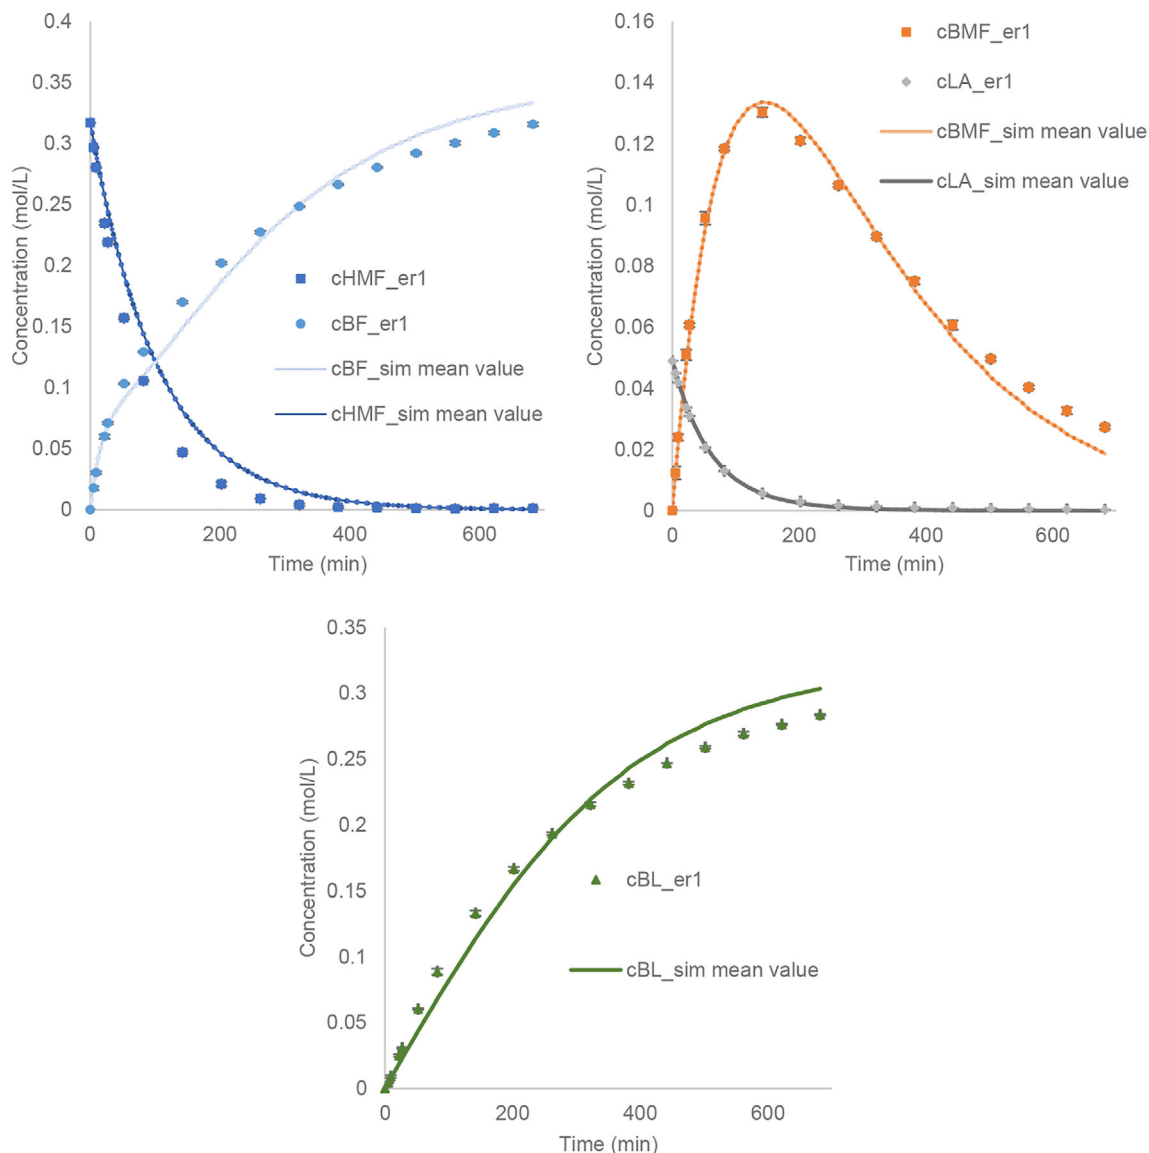 0.4
0.35
0.3
0.25
0.2
0.15
0.1
0.05
0
Concentration (mol/L)
0
200
400
600
Time (min)
cHMF_er1
cBF_er1
cBF_sim mean value
cHMF_sim mean value
0.16
0.14
0.12
0.1
0.08
0.06
0.04
0.02
0
Concentration (mol/L)
0
200
400
600
Time (min)
cBMF_er1
cLA_er1
cBMF_sim mean value
cLA_sim mean value
0.35
0.3
0.25
0.2
0.15
0.1
0.05
0
Concentration (mol/L)
0
200
400
600
Time (min)
cBL_er1
cBL_sim mean value